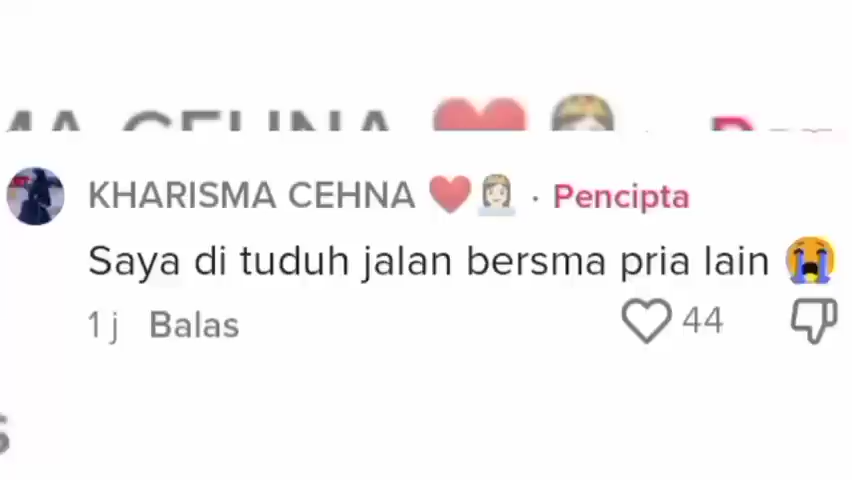 KHARISMA CEHNA ❤️👸🏻 · Pencipta
Saya di tuduh jalan bersma pria lain 😭
1 j Balas 44